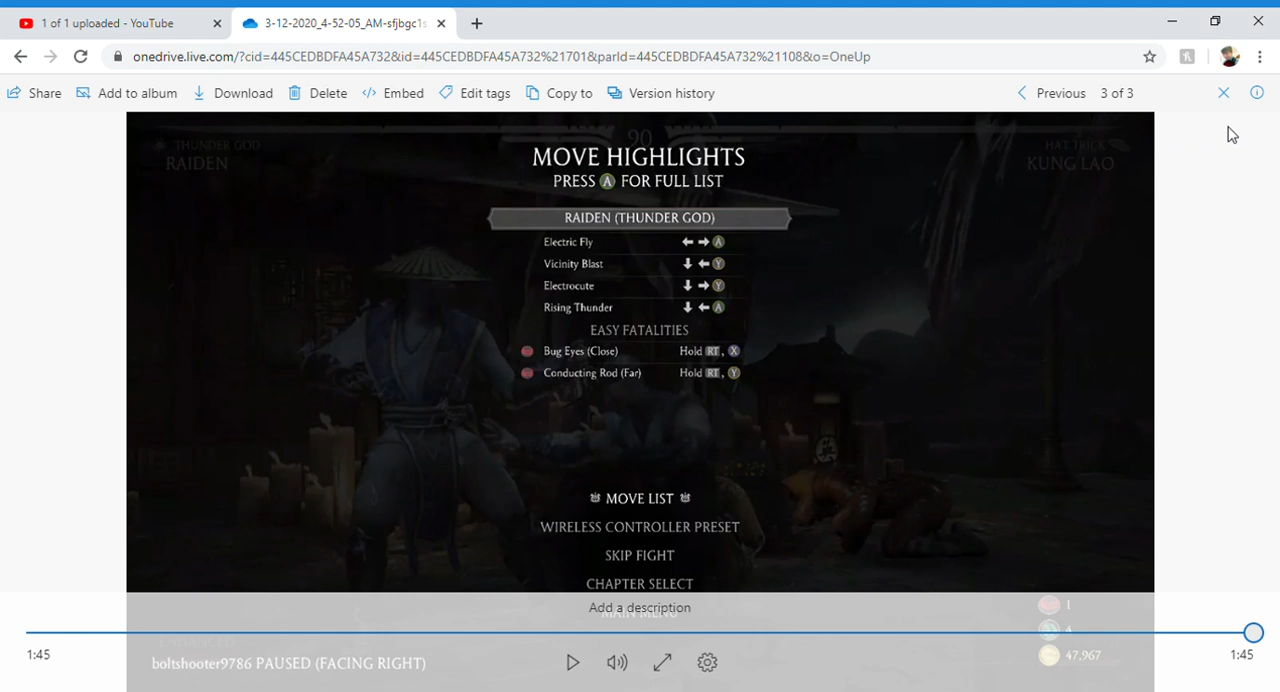 1 of 1 uploaded - YouTube
3-12-2020_4-52-05_AM-sfjbgc1s
onedrive.live.com/?cid=445CEDBDFA45A732&id=445CEDBDFA45A732%21701&parId=445CEDBDFA45A732%21108&o=OneUp
Share Add to album Download Delete Embed Edit tags Copy to Version history Previous 3 of 3
90
THUNDER GOD
RAIDEN
HAT TRICK
KUNG LAO
MOVE HIGHLIGHTS
PRESS A FOR FULL LIST
RAIDEN (THUNDER GOD)
Electric Fly ← → A
Vicinity Blast ↓ ← Y
Electrocute ↓ → Y
Rising Thunder ↓ ← A
EASY FATALITIES
Bug Eyes (Close) Hold RT , X
Conducting Rod (Far) Hold RT , Y
MOVE LIST
WIRELESS CONTROLLER PRESET
SKIP FIGHT
CHAPTER SELECT
Add a description
MAIN MENU
1
4
47,967
1:45
1:45
boltshooter9786 PAUSED (FACING RIGHT)